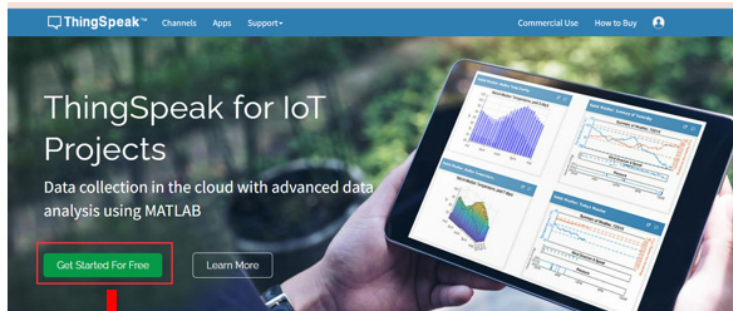 ThingSpeak™ Channels Apps Support Commercial Use How to Buy
ThingSpeak for IoT
Projects
Data collection in the cloud with advanced data
analysis using MATLAB
Get Started For Free Learn More